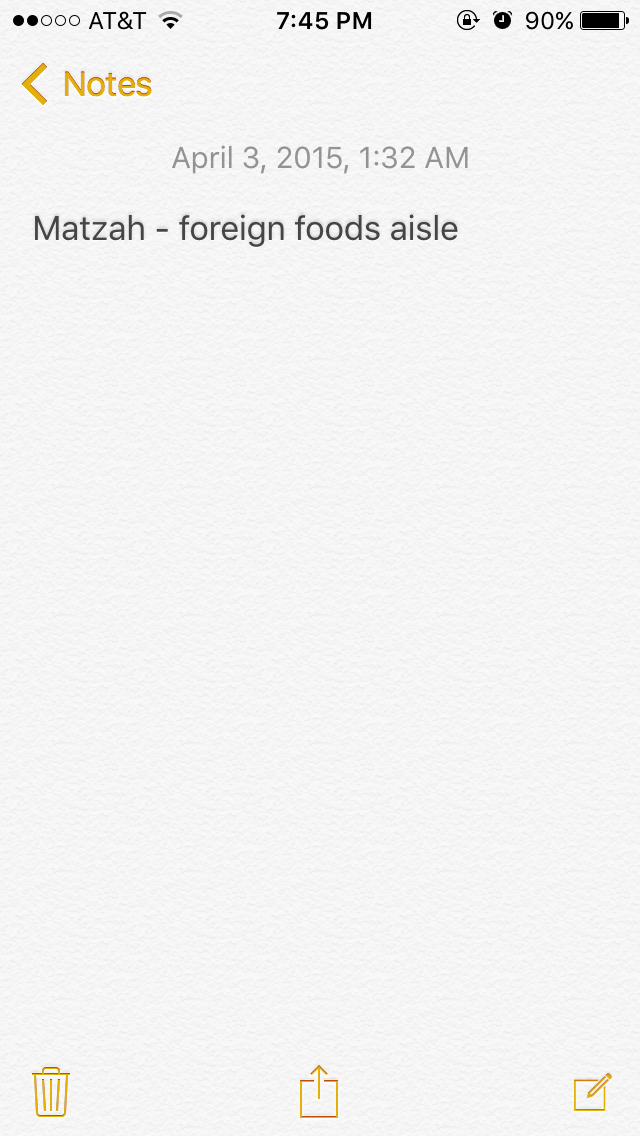 AT&T 7:45 PM 90%
Notes
April 3, 2015, 1:32 AM
Matzah - foreign foods aisle